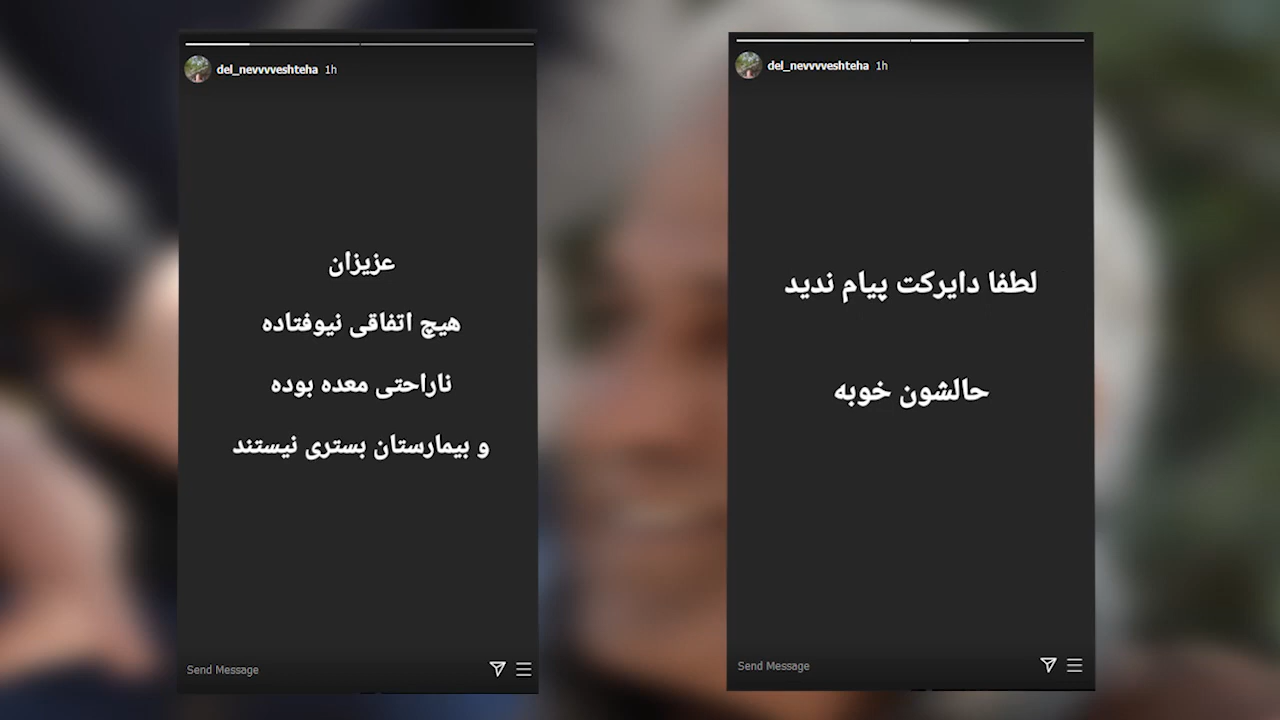 del_nevvvveshteha 1h
عزیزان
هیچ اتفاقی نیوفتاده
ناراحتی معده بوده
و بیمارستان بستری نیستند
Send Message
del_nevvvveshteha 1h
لطفا دایرکت پیام ندید
حالشون خوبه
Send Message